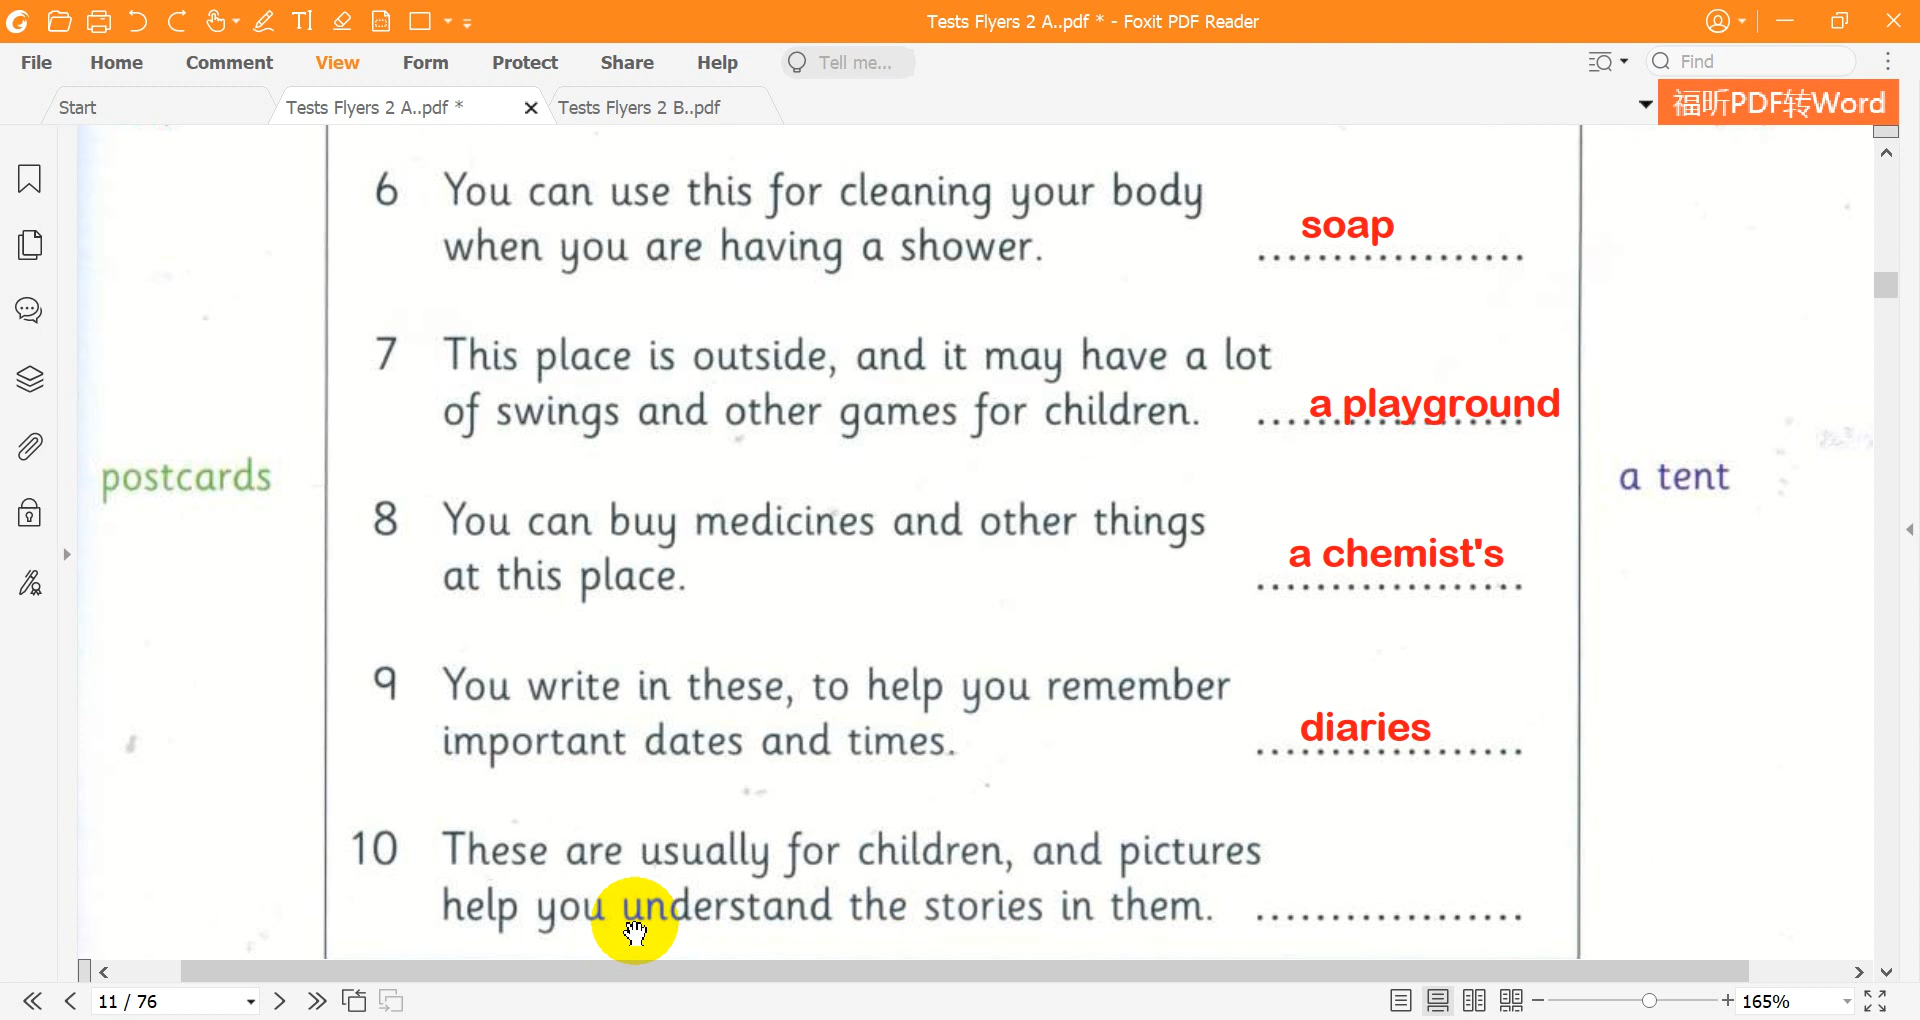 Tests Flyers 2 A..pdf * - Foxit PDF Reader
File Home Comment View Form Protect Share Help Tell me... Find
Start Tests Flyers 2 A..pdf * Tests Flyers 2 B..pdf 福昕PDF转Word
6 You can use this for cleaning your body
when you are having a shower. soap
7 This place is outside, and it may have a lot
of swings and other games for children. a playground
postcards
a tent
8 You can buy medicines and other things
at this place. a chemist's
9 You write in these, to help you remember
important dates and times. diaries
10 These are usually for children, and pictures
help you understand the stories in them. ...................
11 / 76 165%